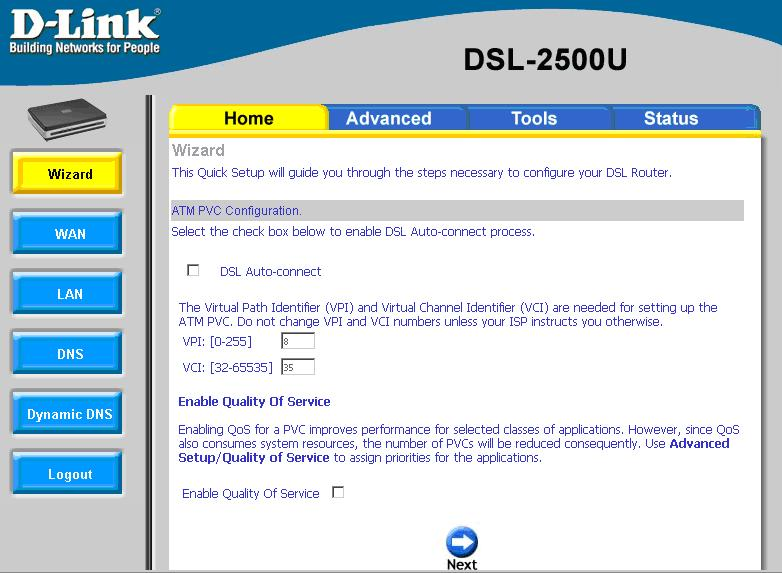 D-Link®
Building Networks for People
DSL-2500U
Home
Advanced
Tools
Status
Wizard
WAN
LAN
DNS
Dynamic DNS
Logout
Wizard
This Quick Setup will guide you through the steps necessary to configure your DSL Router.
ATM PVC Configuration.
Select the check box below to enable DSL Auto-connect process.
DSL Auto-connect
The Virtual Path Identifier (VPI) and Virtual Channel Identifier (VCI) are needed for setting up the
ATM PVC. Do not change VPI and VCI numbers unless your ISP instructs you otherwise.
VPI: [0-255] 8
VCI: [32-65535] 35
Enable Quality Of Service
Enabling QoS for a PVC improves performance for selected classes of applications. However, since QoS
also consumes system resources, the number of PVCs will be reduced consequently. Use Advanced
Setup/Quality of Service to assign priorities for the applications.
Enable Quality Of Service
Next